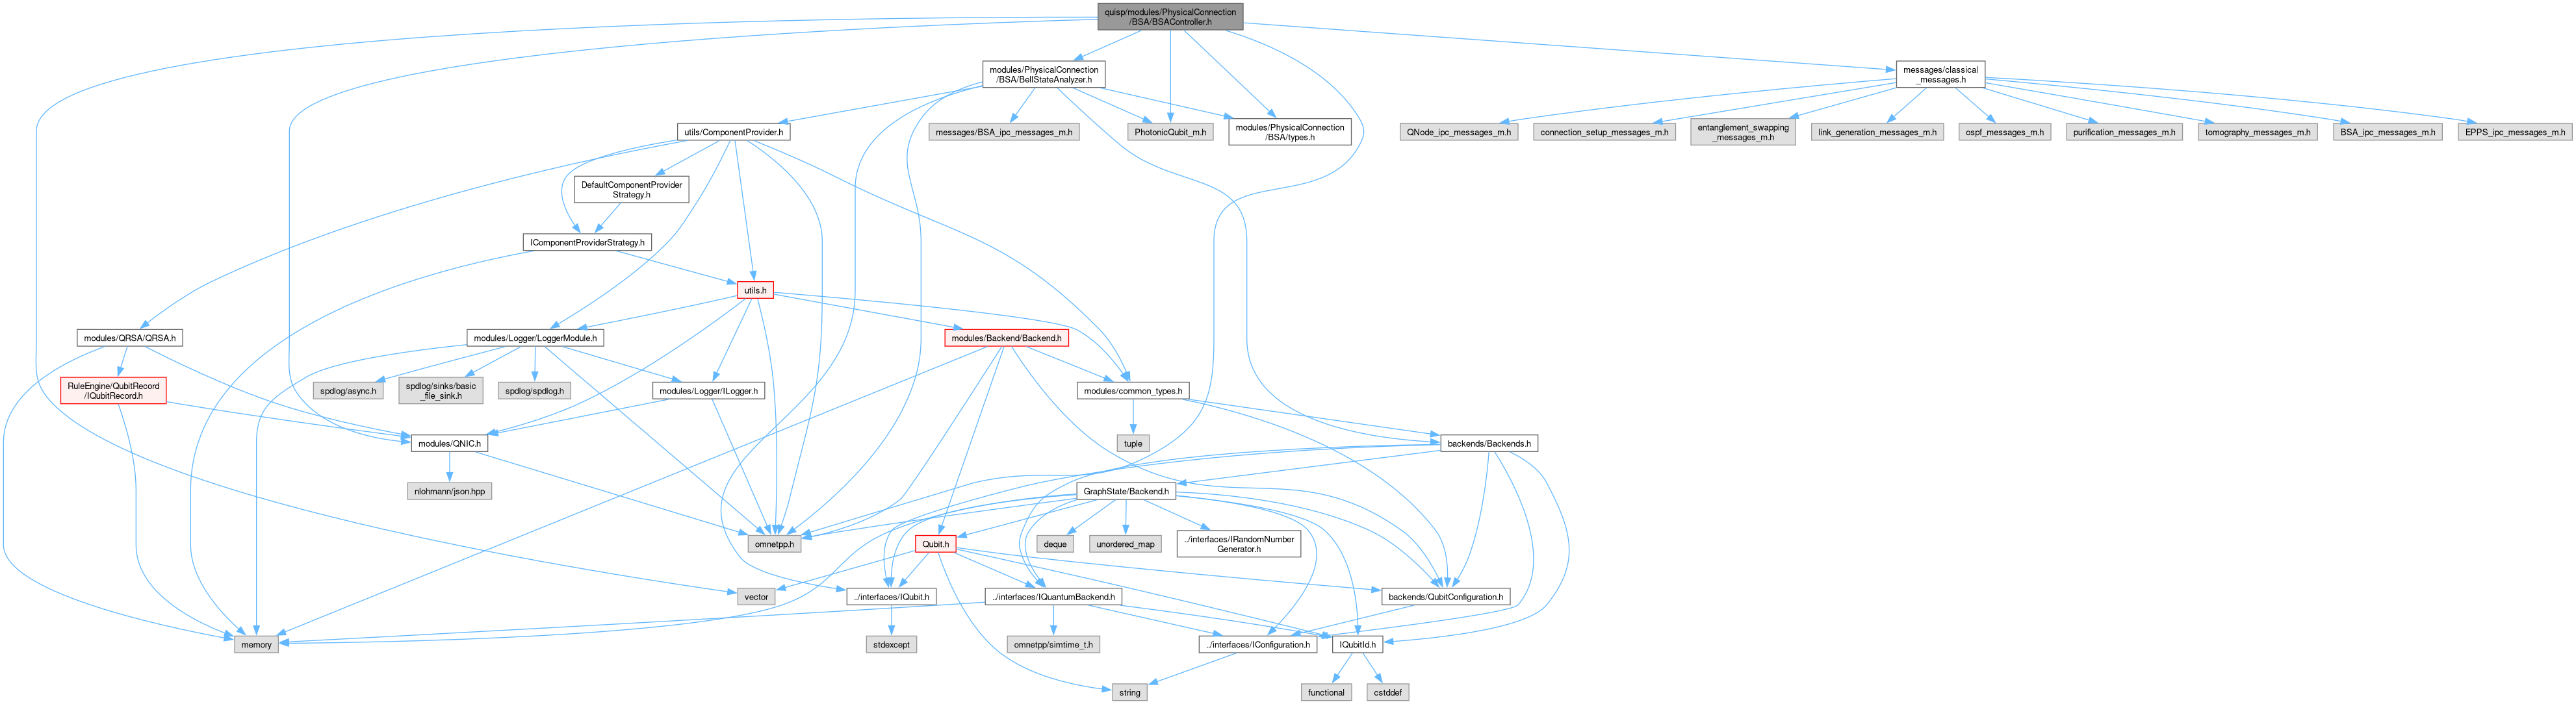 quisp/modules/PhysicalConnection
/BSA/BSAController.h
modules/PhysicalConnection
/BSA/BellStateAnalyzer.h
messages/classical
_messages.h
utils/ComponentProvider.h
messages/BSA_ipc_messages_m.h
PhotonicQubit_m.h
modules/PhysicalConnection
/BSA/types.h
QNode_ipc_messages_m.h
connection_setup_messages_m.h
entanglement_swapping
_messages_m.h
link_generation_messages_m.h
ospf_messages_m.h
purification_messages_m.h
tomography_messages_m.h
BSA_ipc_messages_m.h
EPPS_ipc_messages_m.h
DefaultComponentProvider
Strategy.h
IComponentProviderStrategy.h
utils.h
modules/QRSA/QRSA.h
modules/Logger/LoggerModule.h
modules/Backend/Backend.h
RuleEngine/QubitRecord
/IQubitRecord.h
spdlog/async.h
spdlog/sinks/basic
_file_sink.h
spdlog/spdlog.h
modules/Logger/ILogger.h
modules/common_types.h
modules/QNIC.h
tuple
backends/Backends.h
nlohmann/json.hpp
GraphState/Backend.h
omnetpp.h
Qubit.h
deque
unordered_map
../interfaces/IRandomNumber
Generator.h
vector
../interfaces/IQubit.h
../interfaces/IQuantumBackend.h
backends/QubitConfiguration.h
memory
stdexcept
omnetpp/simtime_t.h
../interfaces/IConfiguration.h
IQubitId.h
string
functional
cstddef